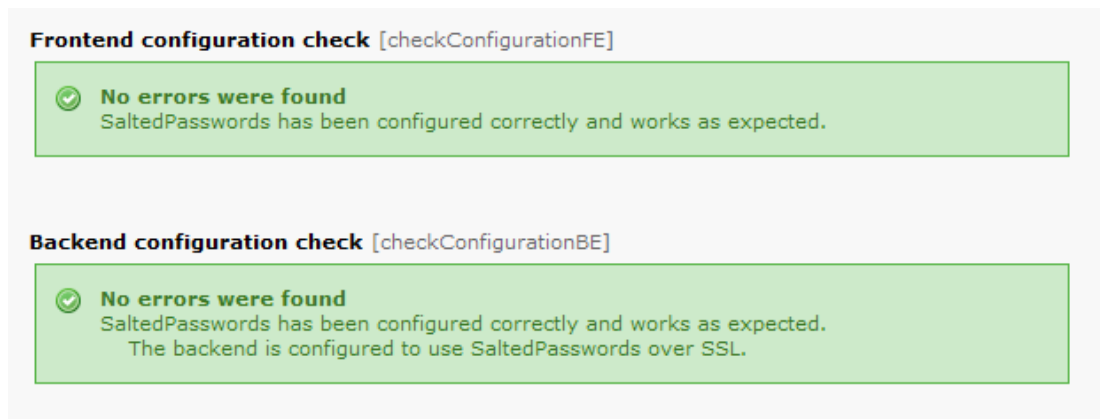 Frontend configuration check [checkConfigurationFE]
No errors were found
SaltedPasswords has been configured correctly and works as expected.
Backend configuration check [checkConfigurationBE]
No errors were found
SaltedPasswords has been configured correctly and works as expected.
The backend is configured to use SaltedPasswords over SSL.